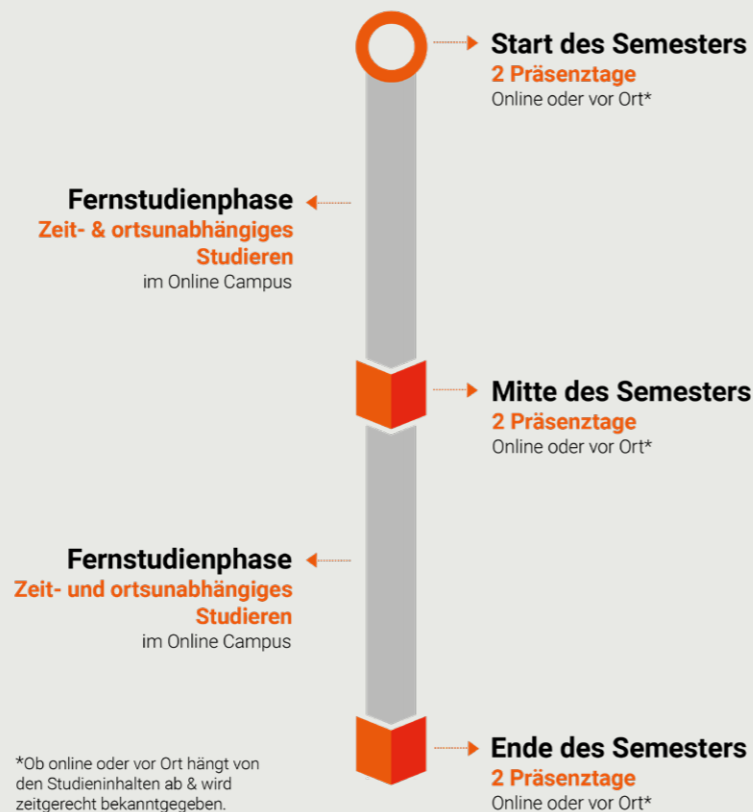 Start des Semesters
2 Präsenztage
Online oder vor Ort*
Fernstudienphase
Zeit- & ortsunabhängiges
Studieren
im Online Campus
Mitte des Semesters
2 Präsenztage
Online oder vor Ort*
Fernstudienphase
Zeit- und ortsunabhängiges
Studieren
im Online Campus
Ende des Semesters
2 Präsenztage
Online oder vor Ort*
*Ob online oder vor Ort hängt von
den Studieninhalten ab & wird
zeitgerecht bekanntgegeben.